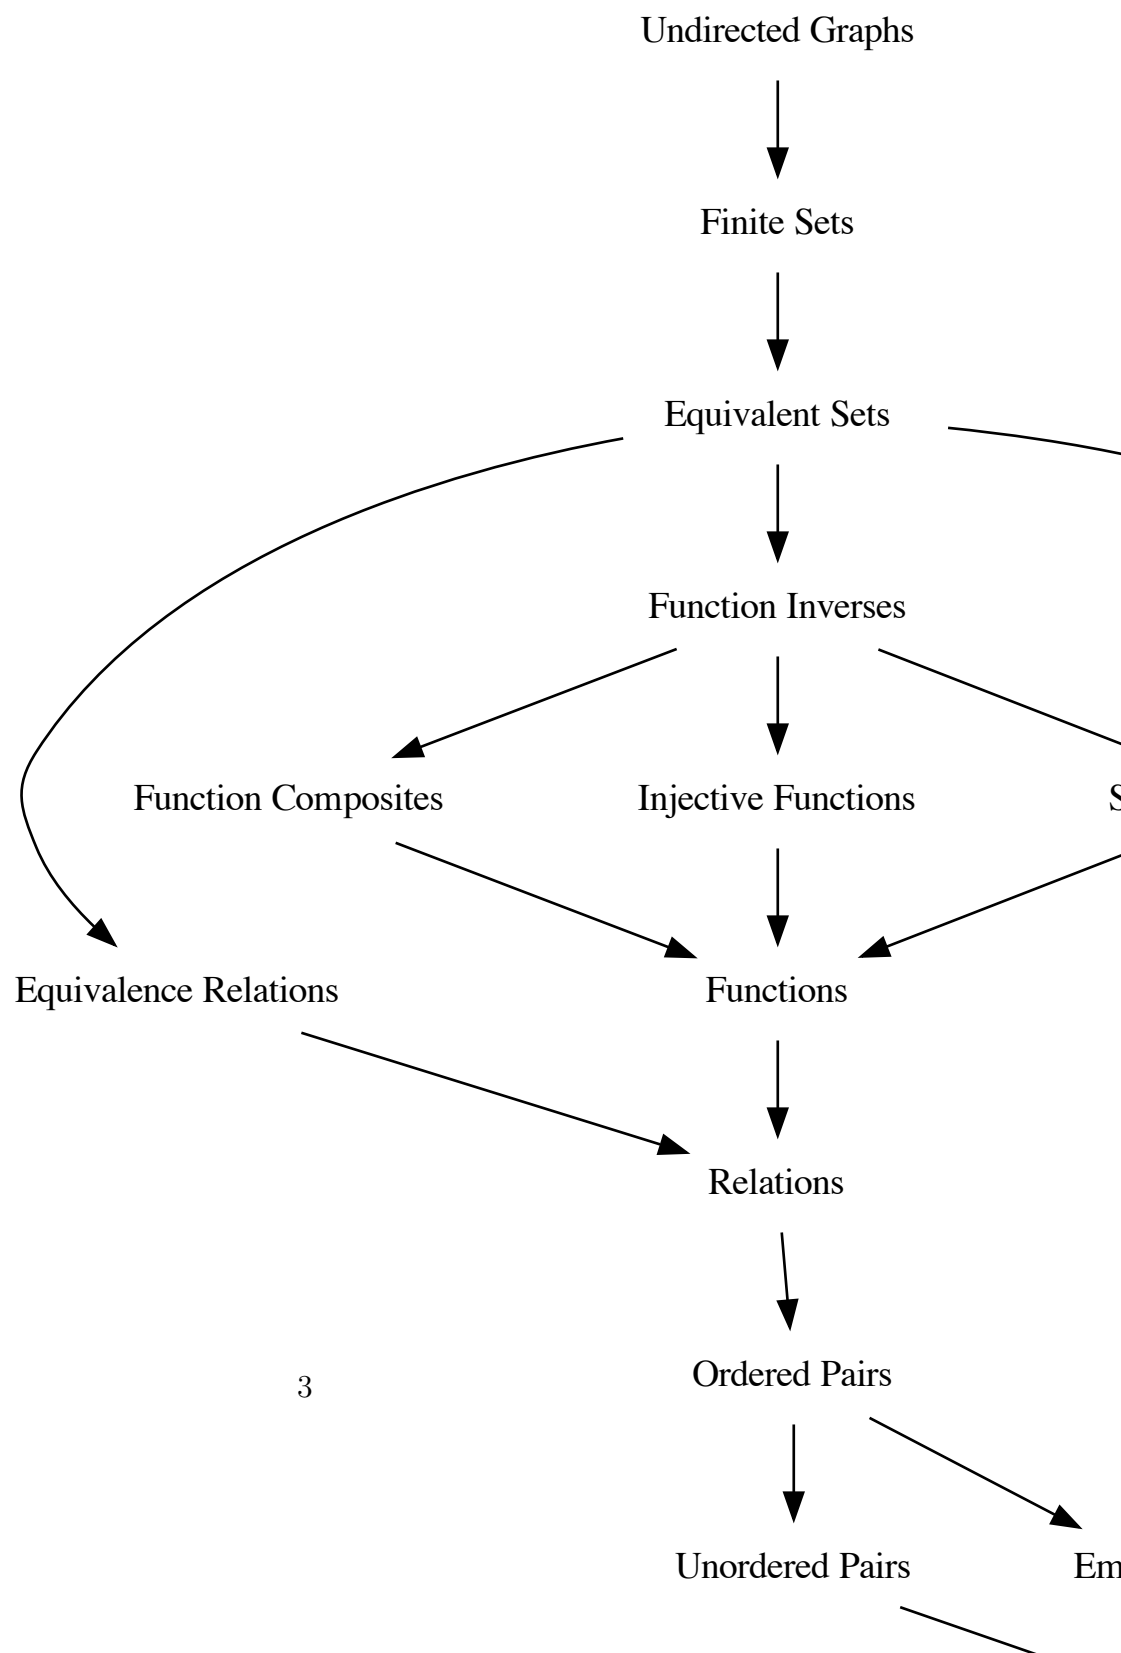 Undirected Graphs
Finite Sets
Equivalent Sets
Function Inverses
Function Composites
Injective Functions
S
Equivalence Relations
Functions
Relations
Ordered Pairs
3
Unordered Pairs
Em